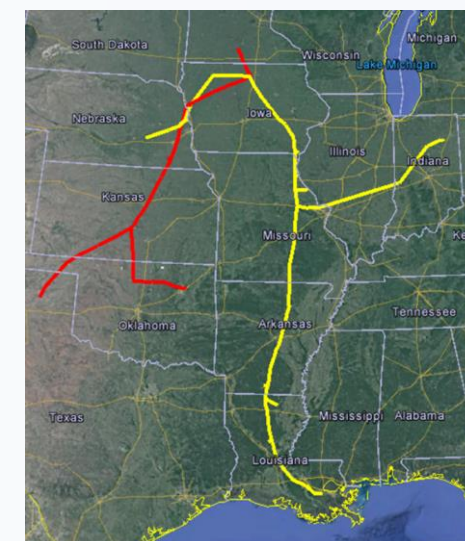 Michigan
South Dakota
Wisconsin
Lake Michigan
Nebraska
Iowa
Illinois
Indiana
Kansas
Missouri
Ke
Oklahoma
Arkansas
Tennessee
Texas
Mississippi
Alabama
Louisiana